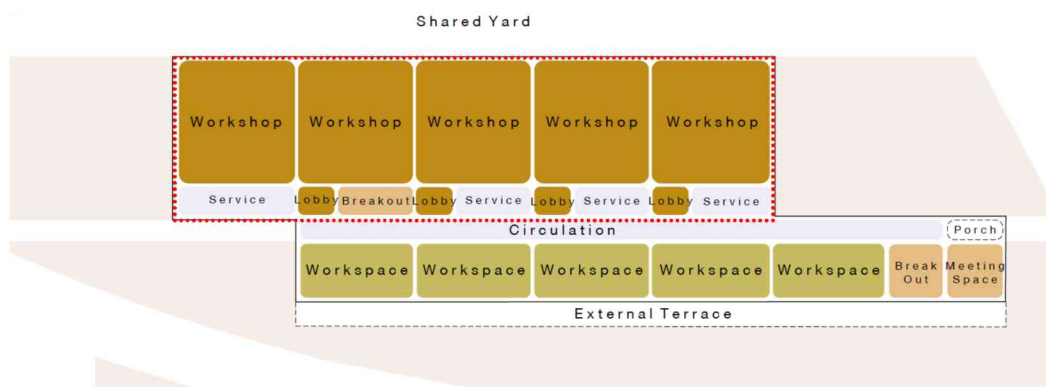 Shared Yard
Workshop Workshop Workshop Workshop Workshop
Service Lobby Breakout Lobby Service Lobby Service Lobby Service
Circulation Porch
Workspace Workspace Workspace Workspace Workspace Break Out Meeting Space
External Terrace